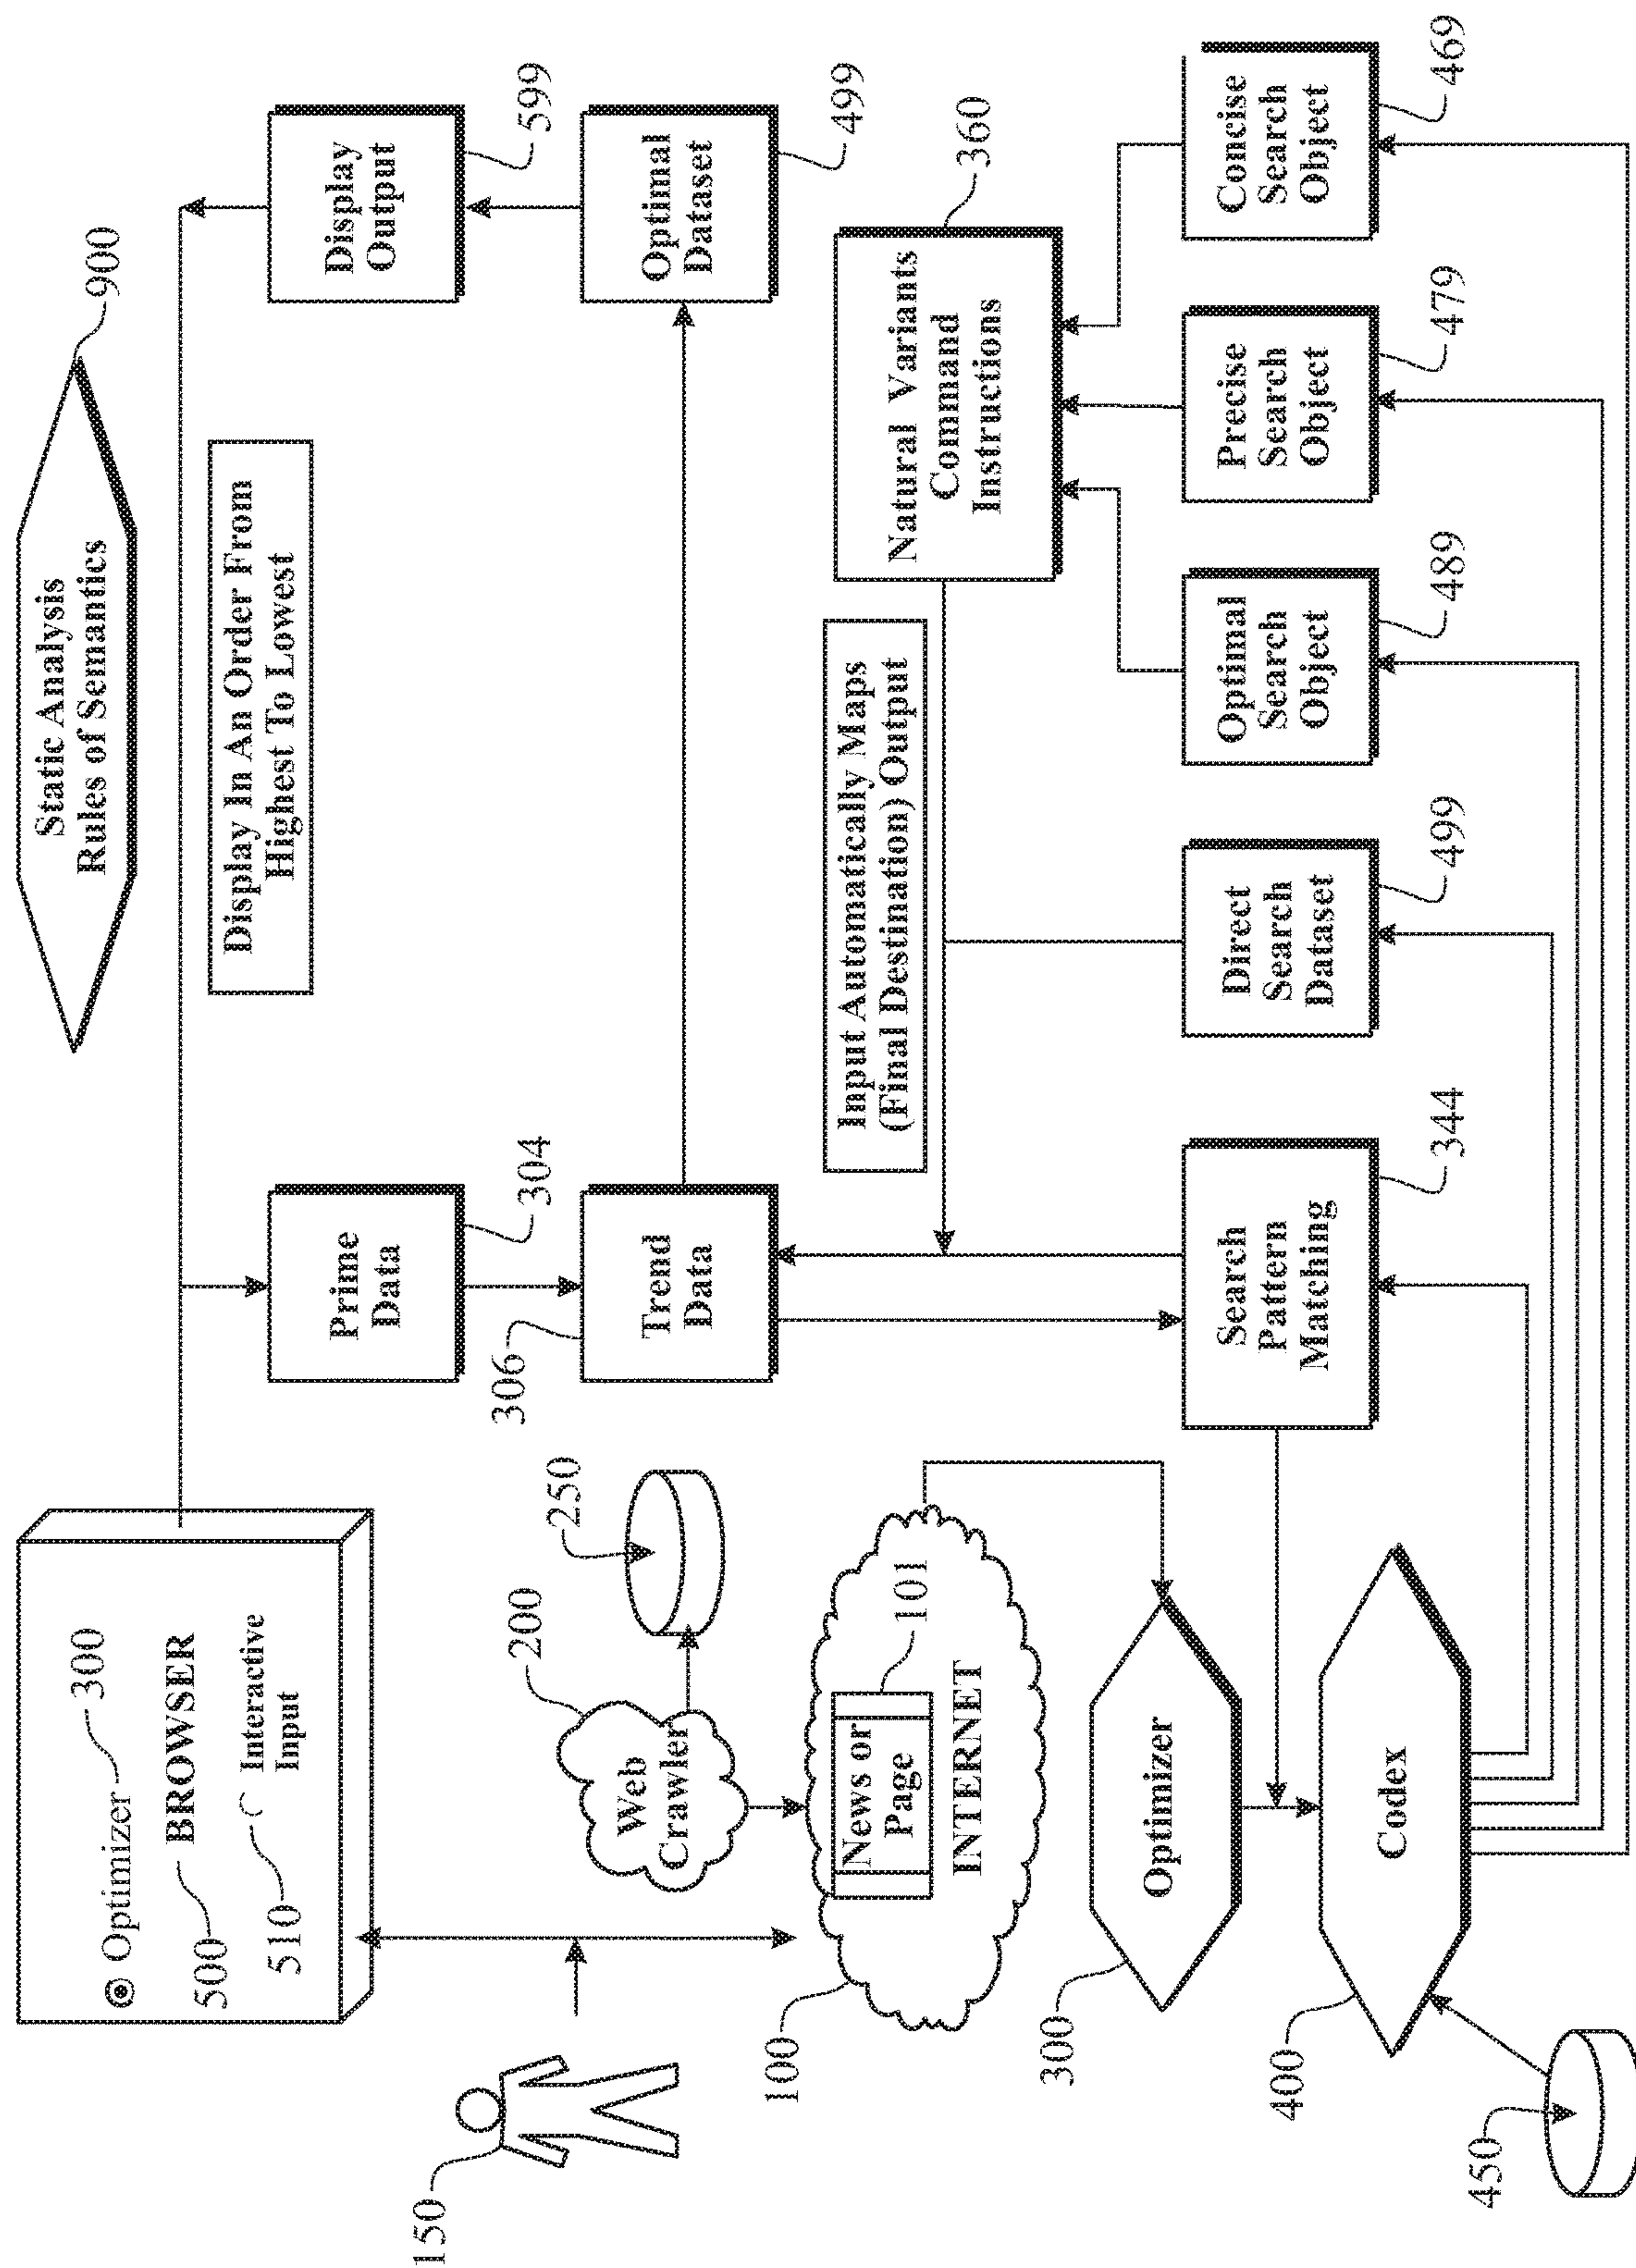 Static Analysis
Rules of Semantics
900
Optimizer
300
BROWSER
500
Interactive
Input
510
Display In An Order From
Highest To Lowest
Prime
Data
304
Display
Output
599
150
Web
Crawler
200
250
306
Trend
Data
Optimal
Dataset
499
100
News or
Page
101
INTERNET
Input Automatically Maps
(Final Destination) Output
Natural Variants
Command
Instructions
360
Optimizer
300
Search
Pattern
Matching
344
Direct
Search
Dataset
499
Optimal
Search
Object
489
Precise
Search
Object
479
Concise
Search
Object
469
Codex
400
450